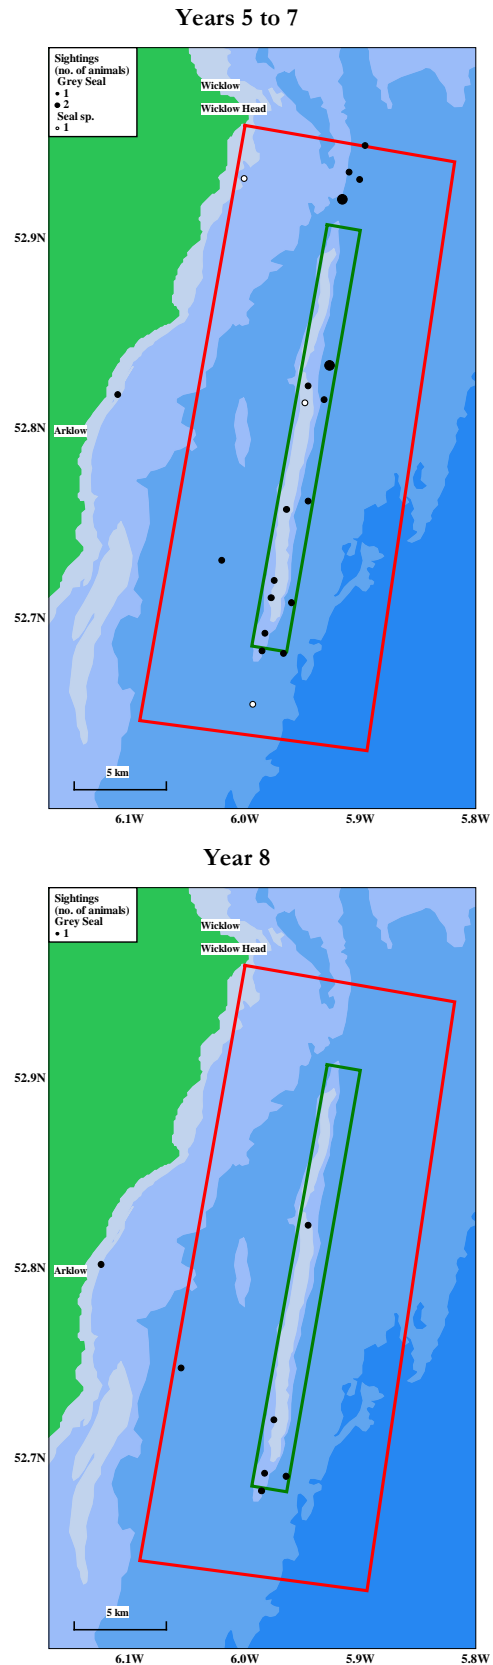 Years 5 to 7
Sightings
(no. of animals)
Grey Seal
1
2
Seal sp.
1
Wicklow
Wicklow Head
52.9N
52.8N
Arklow
52.7N
5 km
6.1W 6.0W 5.9W 5.8W
Year 8
Sightings
(no. of animals)
Grey Seal
1
Wicklow
Wicklow Head
52.9N
52.8N
Arklow
52.7N
5 km
6.1W 6.0W 5.9W 5.8W